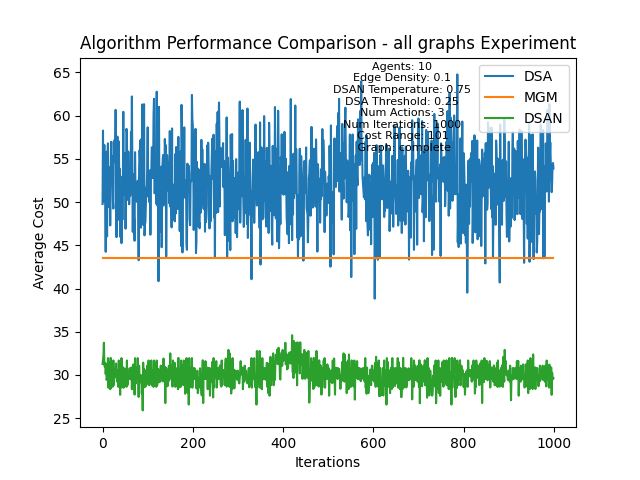 Algorithm Performance Comparison - all graphs Experiment
Agents: 10
Edge Density: 0.1
DSAN Temperature: 0.75
DSA Threshold: 0.25
Num Actions: 3
Num Iterations: 1000
Cost Range: 101
Graph: complete
DSA
MGM
DSAN
65
60
55
50
45
40
35
30
25
Average Cost
0
200
400
600
800
1000
Iterations